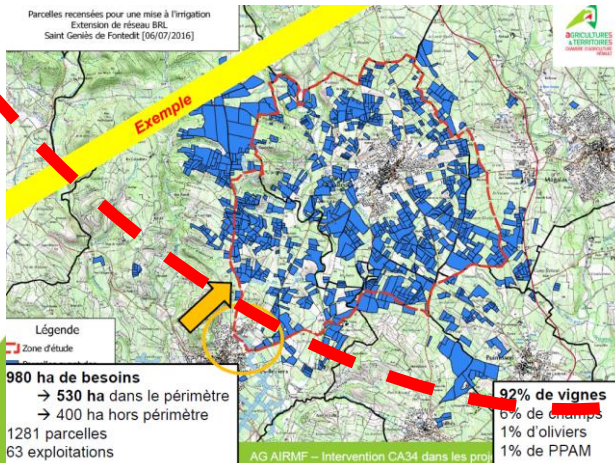 Parcelles recensées pour une mise à l'irrigation
Extension de réseau BRL
Saint Geniès de Fontedit [06/07/2016]
AGRICULTURES
& TERRITOIRES
CHAMBRE D'AGRICULTURE
HÉRAULT
Exemple
Légende
Zone d'étude
980 ha de besoins
→ 530 ha dans le périmètre
→ 400 ha hors périmètre
1281 parcelles
63 exploitations
92% de vignes
6% de champs
1% d'oliviers
1% de PPAM
AG AIRMF – Intervention CA34 dans les proje